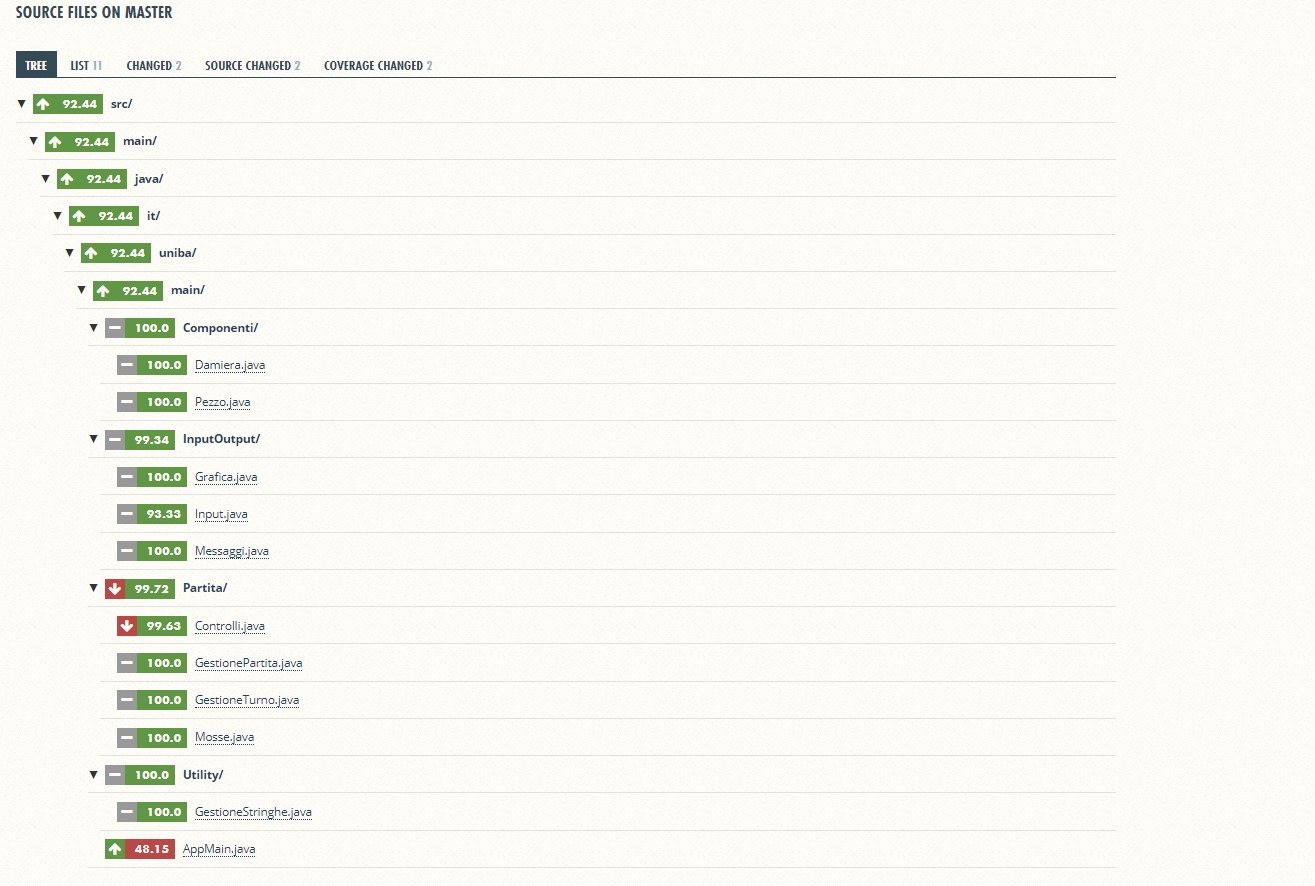 SOURCE FILES ON MASTER
TREE LIST 11 CHANGED 2 SOURCE CHANGED 2 COVERAGE CHANGED 2
92.44 src/
92.44 main/
92.44 java/
92.44 it/
92.44 uniba/
92.44 main/
100.0 Componenti/
100.0 Damiera.java
100.0 Pezzo.java
99.34 InputOutput/
100.0 Grafica.java
93.33 Input.java
100.0 Messaggi.java
99.72 Partita/
99.63 Controlli.java
100.0 GestionePartita.java
100.0 GestioneTurno.java
100.0 Mosse.java
100.0 Utility/
100.0 GestioneStringhe.java
48.15 AppMain.java